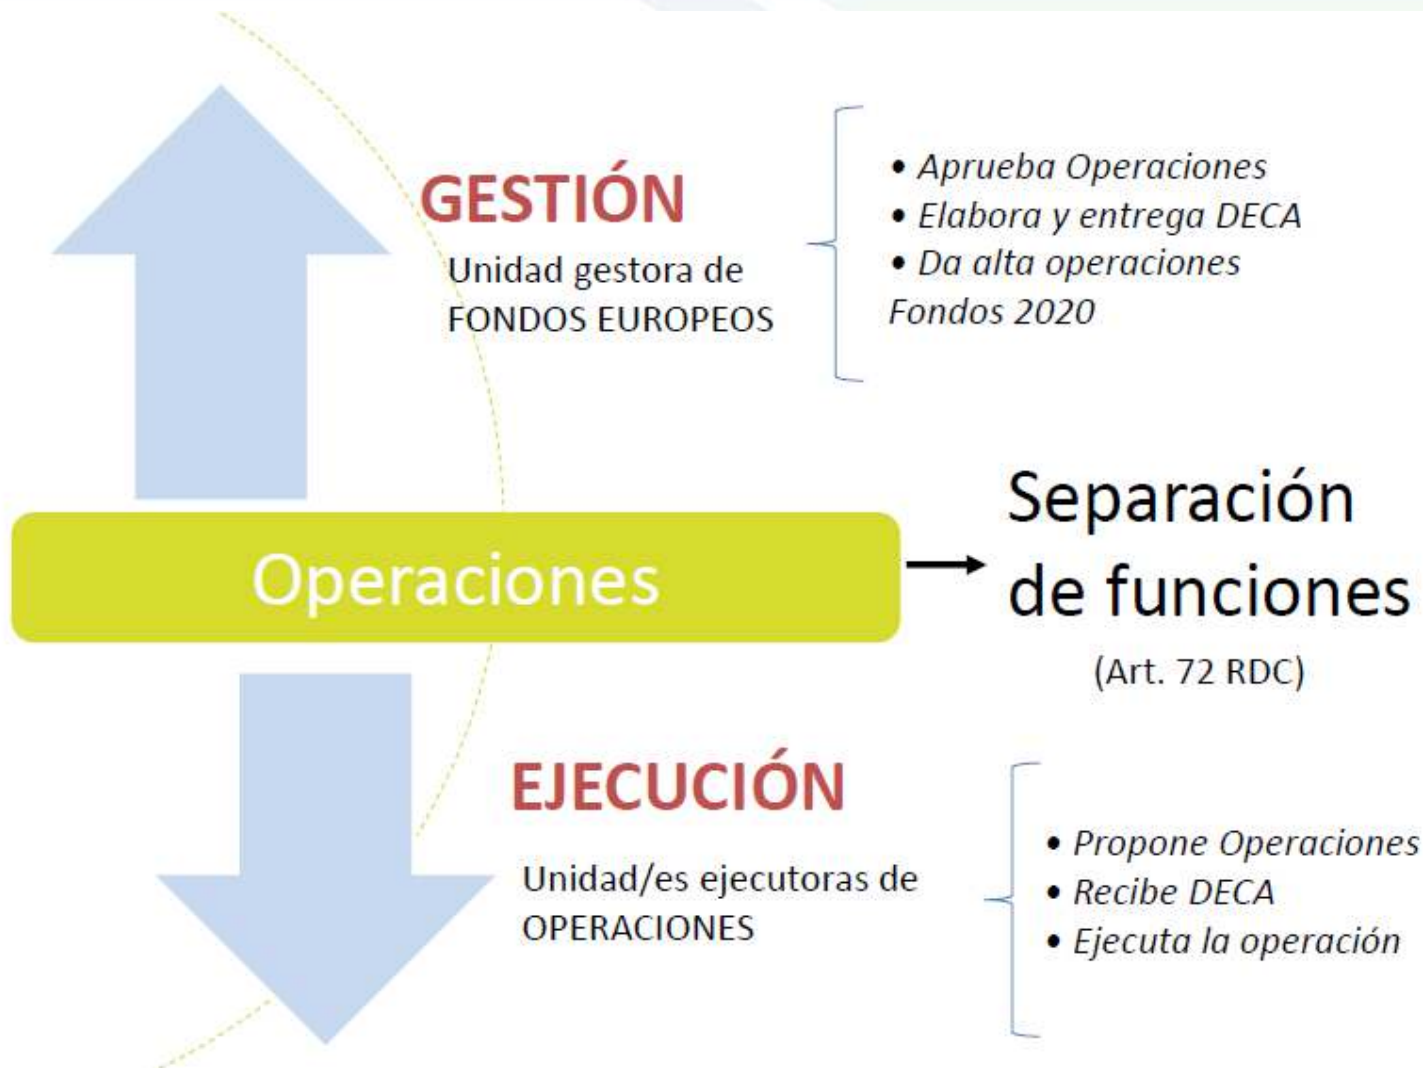 GESTIÓN
Unidad gestora de
FONDOS EUROPEOS
• Aprueba Operaciones
• Elabora y entrega DECA
• Da alta operaciones
Fondos 2020
Operaciones
Separación
de funciones
(Art. 72 RDC)
EJECUCIÓN
Unidad/es ejecutoras de
OPERACIONES
• Propone Operaciones
• Recibe DECA
• Ejecuta la operación